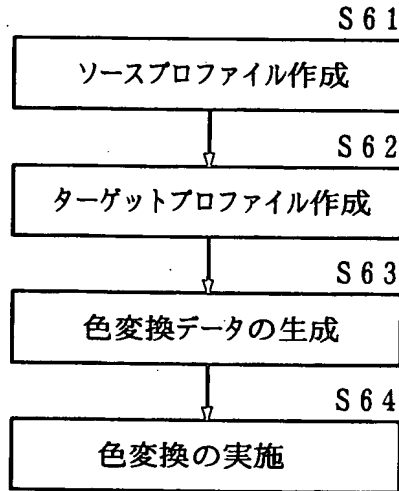 S61
ソースプロファイル作成
S62
ターゲットプロファイル作成
S63
色変換データの生成
S64
色変換の実施